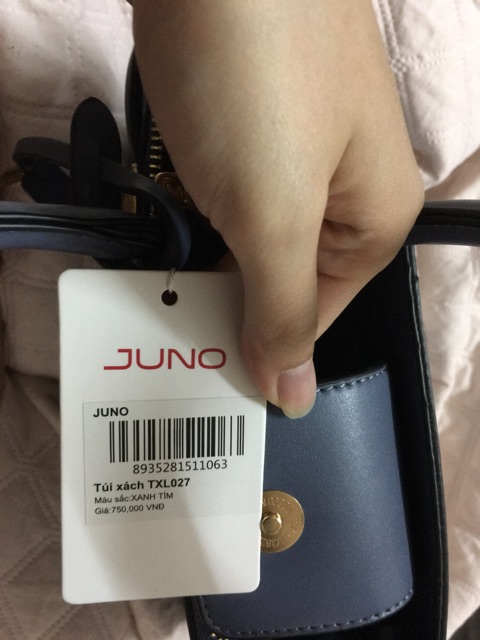 JUNO
JUNO
8935281511063
Túi xách TXL027
Màu sắc:XANH TÍM
Giá:750,000 VNĐ